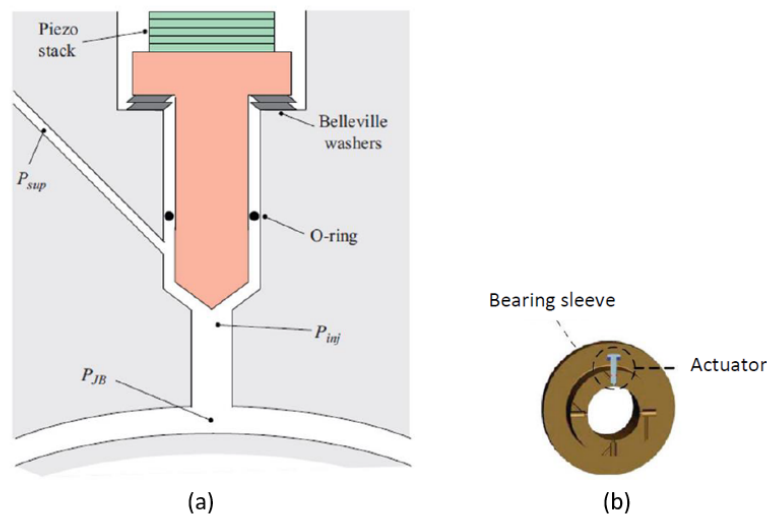 Piezo
stack
Belleville
washers
P_sup
O-ring
P_inj
P_JB
Bearing sleeve
Actuator
(a)
(b)